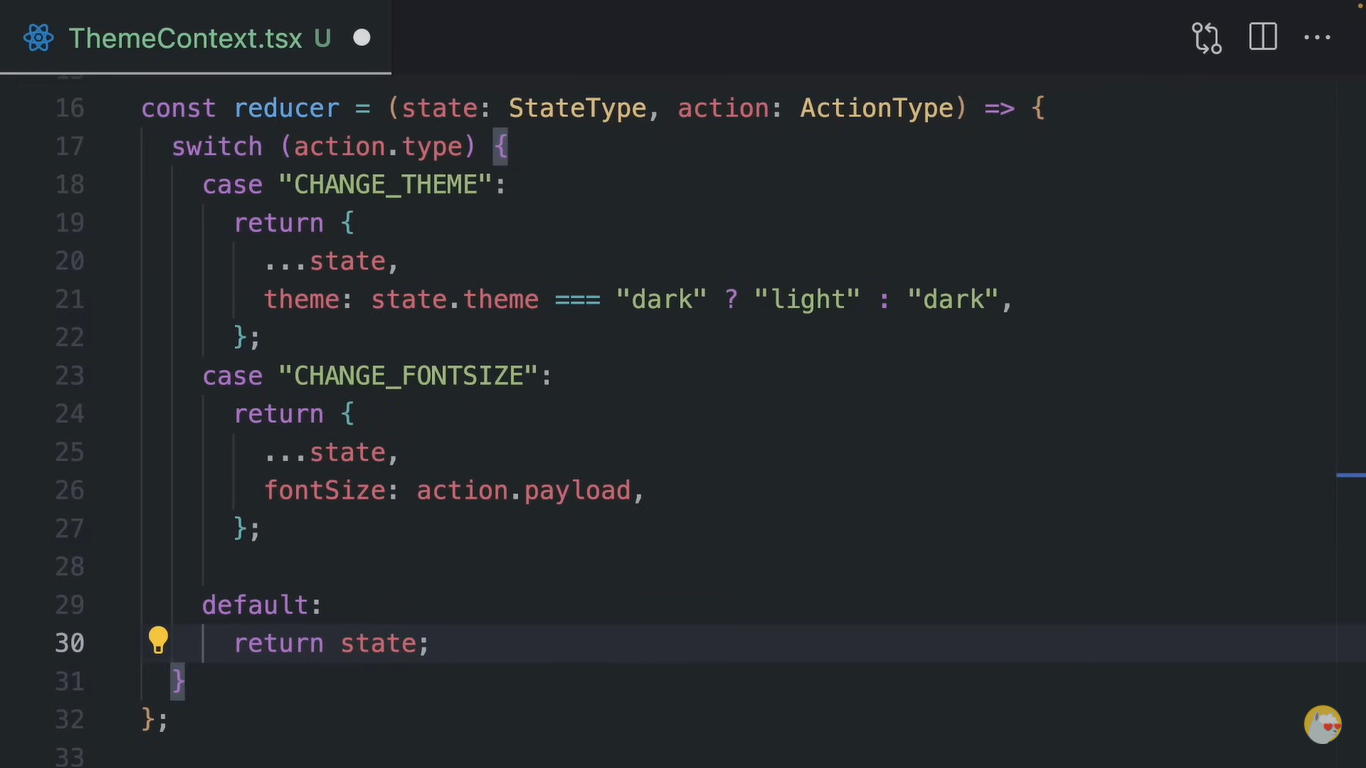 ThemeContext.tsx U
16 const reducer = (state: StateType, action: ActionType) => {
17 switch (action.type) {
18 case "CHANGE_THEME":
19 return {
20 ...state,
21 theme: state.theme === "dark" ? "light" : "dark",
22 };
23 case "CHANGE_FONTSIZE":
24 return {
25 ...state,
26 fontSize: action.payload,
27 };
28
29 default:
30 return state;
31 }
32 };
33